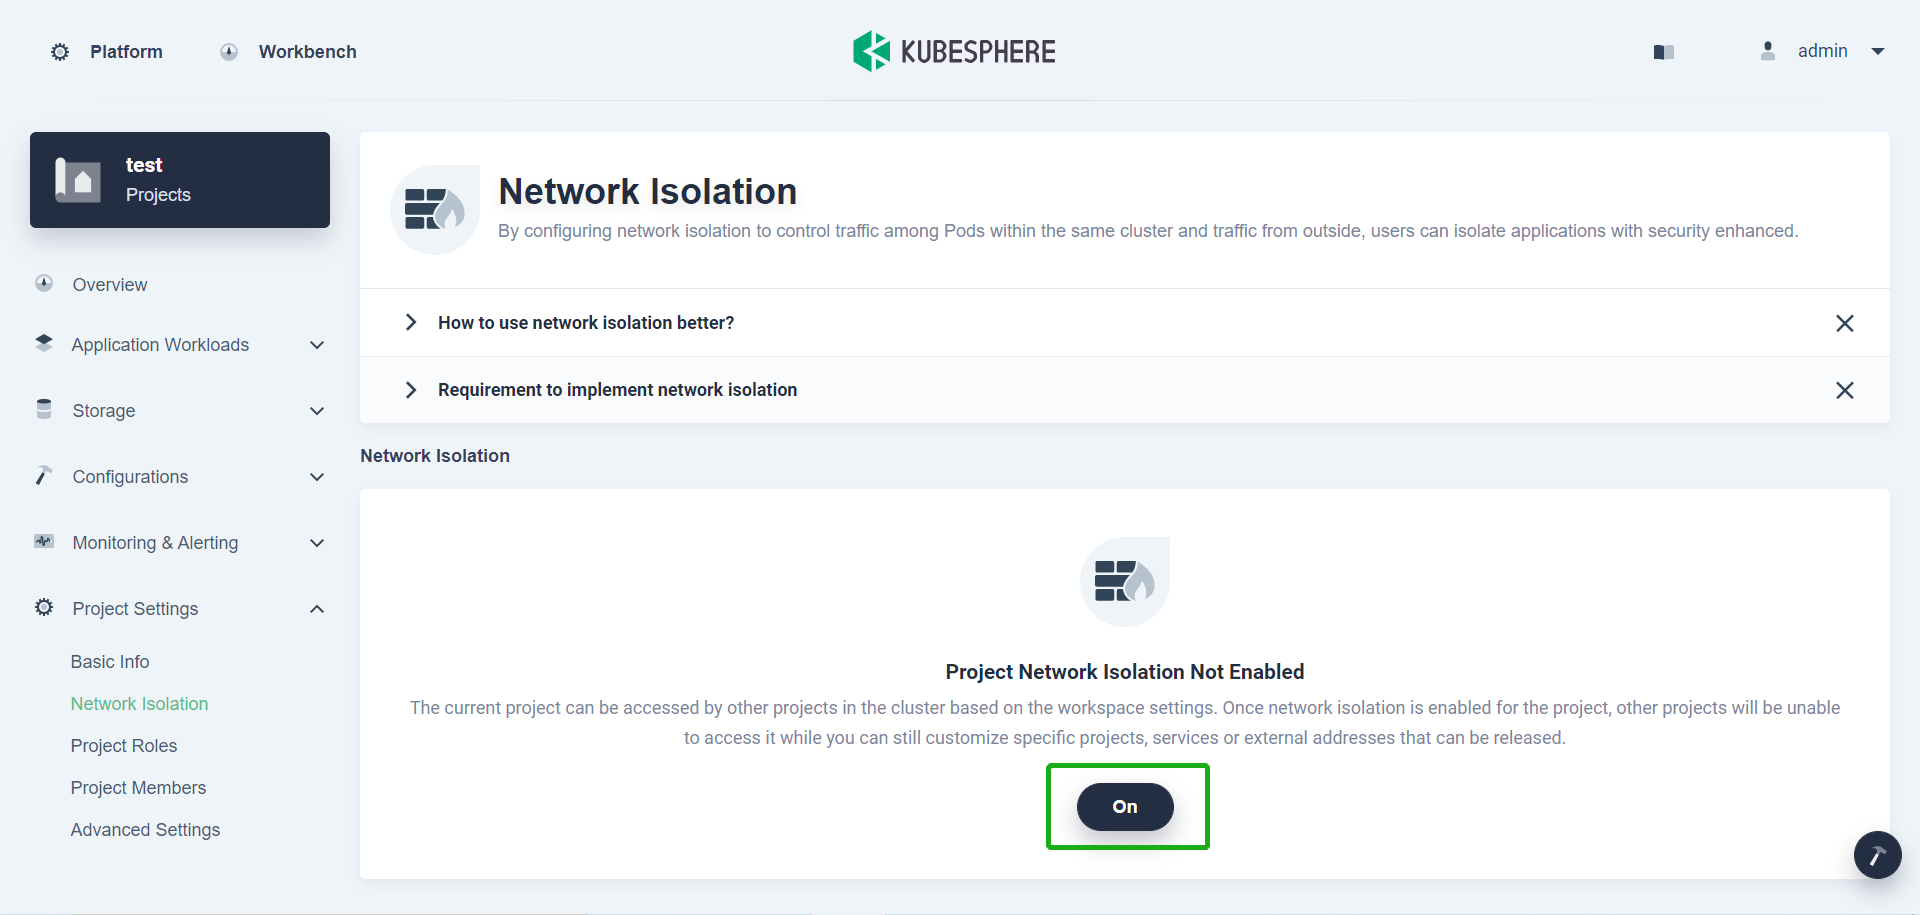 Platform
Workbench
KUBESPHERE
admin
test
Projects
Overview
Application Workloads
Storage
Configurations
Monitoring & Alerting
Project Settings
Basic Info
Network Isolation
Project Roles
Project Members
Advanced Settings
Network Isolation
By configuring network isolation to control traffic among Pods within the same cluster and traffic from outside, users can isolate applications with security enhanced.
How to use network isolation better?
Requirement to implement network isolation
Network Isolation
Project Network Isolation Not Enabled
The current project can be accessed by other projects in the cluster based on the workspace settings. Once network isolation is enabled for the project, other projects will be unable
to access it while you can still customize specific projects, services or external addresses that can be released.
On